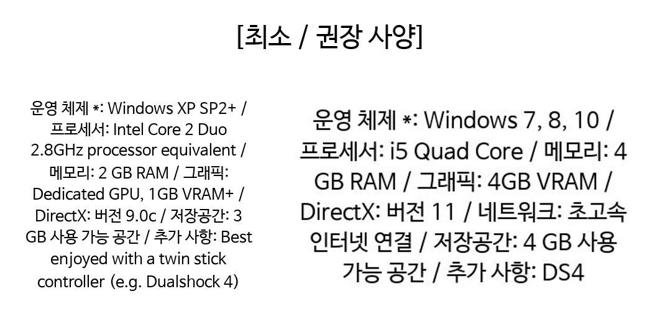 [최소 / 권장 사양]
운영 체제 *: Windows XP SP2+ /
프로세서: Intel Core 2 Duo
2.8GHz processor equivalent /
메모리: 2 GB RAM / 그래픽:
Dedicated GPU, 1GB VRAM+ /
DirectX: 버전 9.0c / 저장공간: 3
GB 사용 가능 공간 / 추가 사항: Best
enjoyed with a twin stick
controller (e.g. Dualshock 4)
운영 체제 *: Windows 7, 8, 10 /
프로세서: i5 Quad Core / 메모리: 4
GB RAM / 그래픽: 4GB VRAM /
DirectX: 버전 11 / 네트워크: 초고속
인터넷 연결 / 저장공간: 4 GB 사용
가능 공간 / 추가 사항: DS4